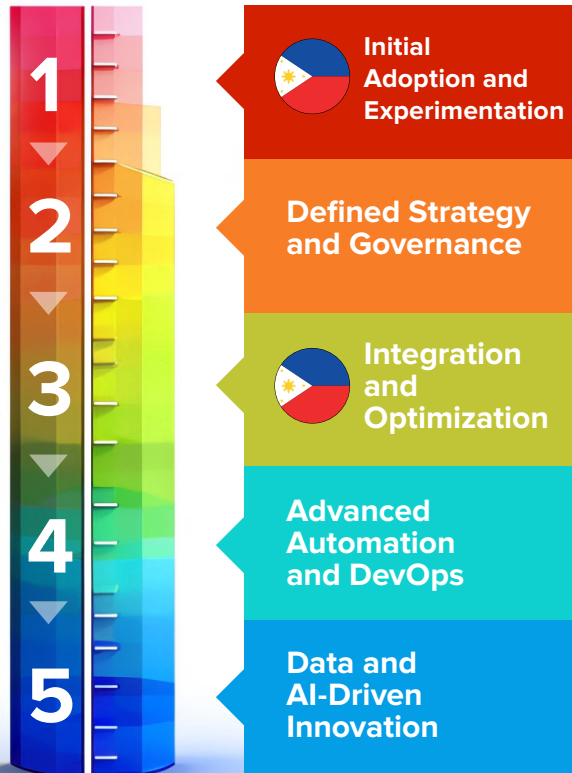 1
Initial
Adoption and
Experimentation
2
Defined Strategy
and Governance
3
Integration
and
Optimization
4
Advanced
Automation
and DevOps
5
Data and
AI-Driven
Innovation